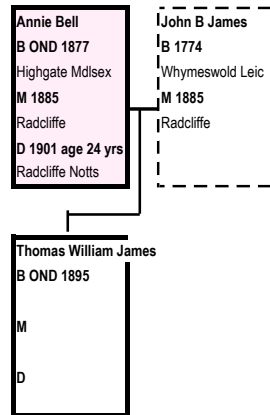 Annie Bell
B OND 1877
Highgate Mdlsex
M 1885
Radcliffe
D 1901 age 24 yrs
Radcliffe Notts
John B James
B 1774
Whymeswold Leic
M 1885
Radcliffe
Thomas William James
B OND 1895
M
D